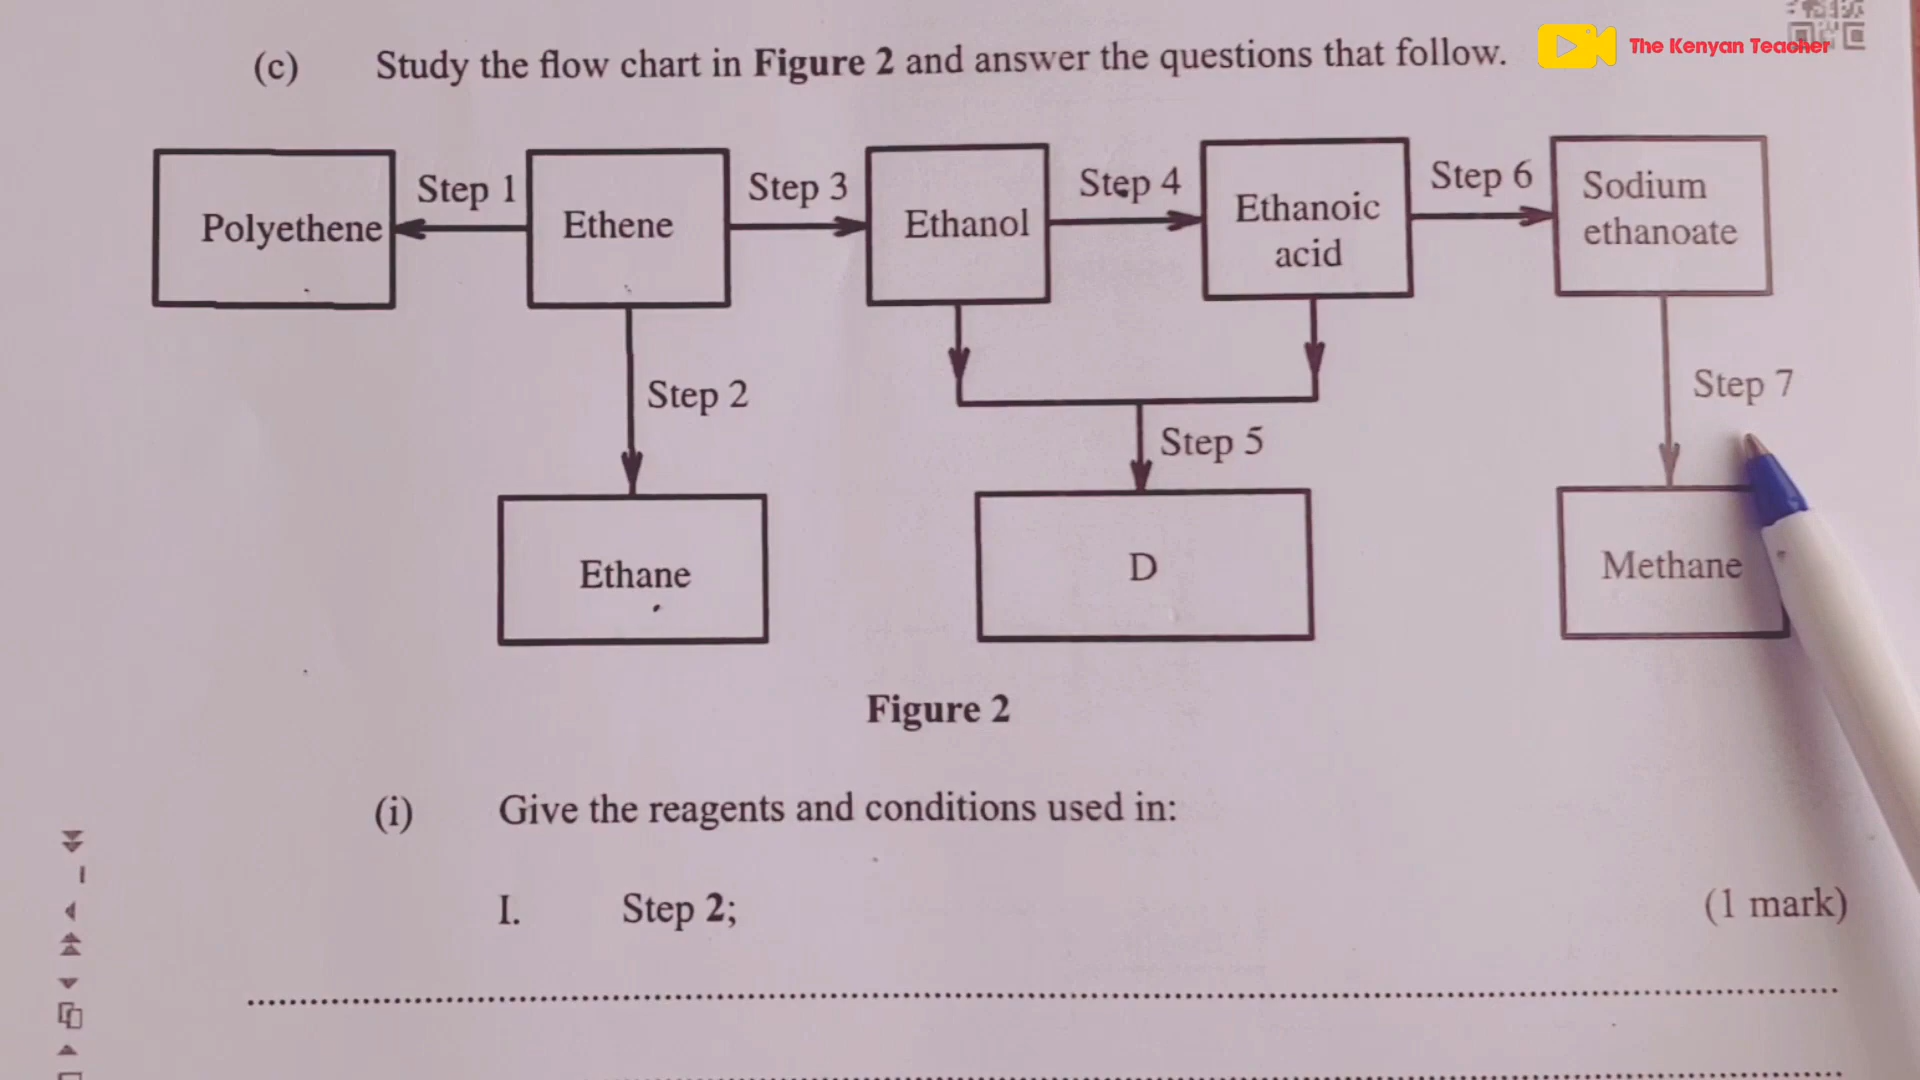 The Kenyan Teacher
(c) Study the flow chart in Figure 2 and answer the questions that follow.
Polyethene
Step 1
Ethene
Step 3
Ethanol
Step 4
Ethanoic
acid
Step 6
Sodium
ethanoate
Step 2
Step 5
Step 7
Ethane
D
Methane
Figure 2
(i) Give the reagents and conditions used in:
I. Step 2; (1 mark)